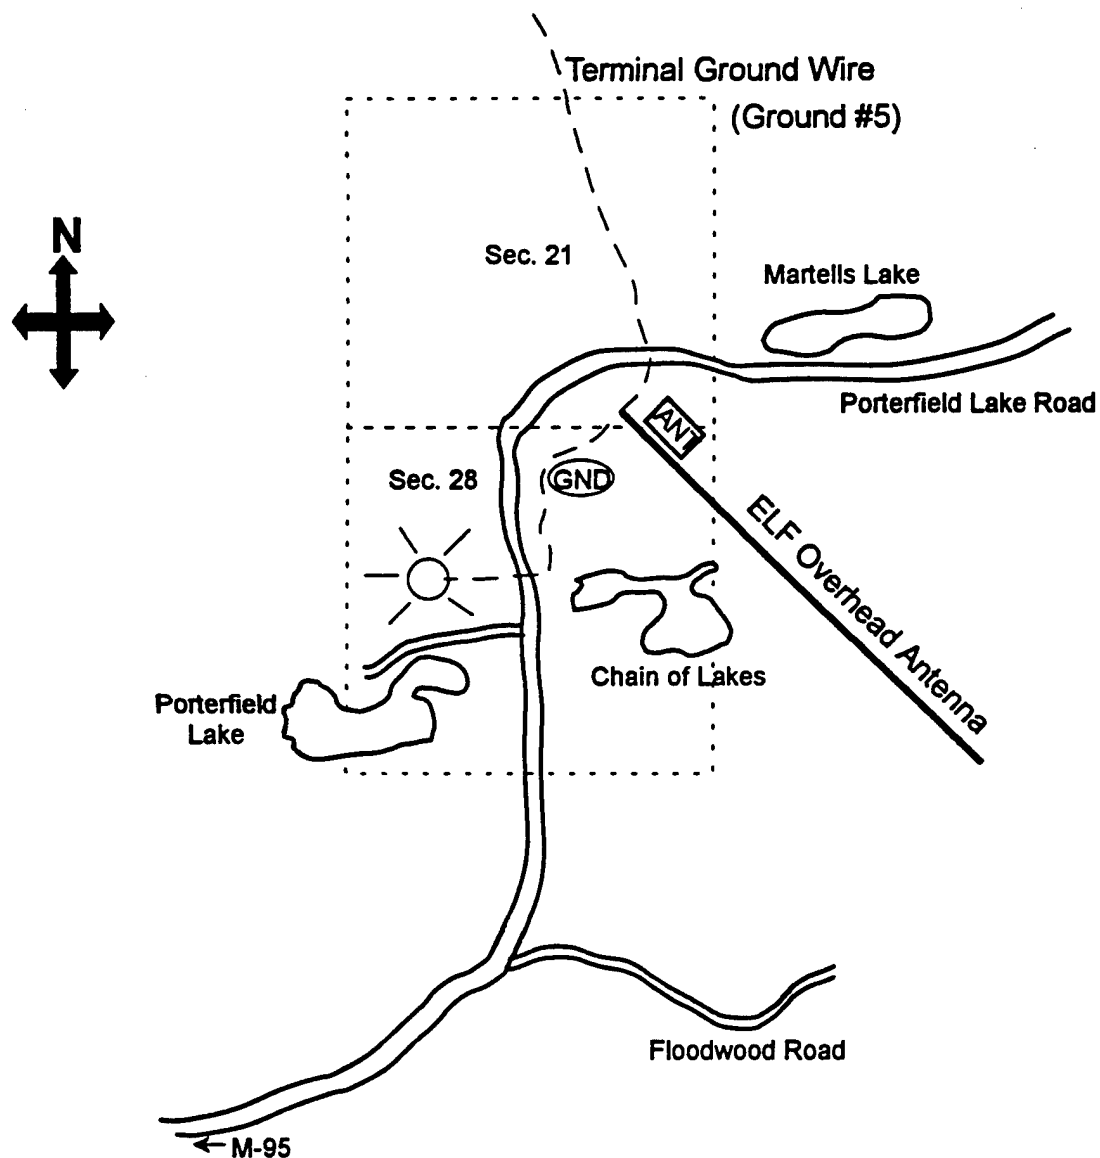 Terminal Ground Wire
(Ground #5)
N
Sec. 21
Martells Lake
Porterfield Lake Road
ANT
Sec. 28
GND
ELF Overhead Antenna
Chain of Lakes
Porterfield
Lake
Floodwood Road
M-95